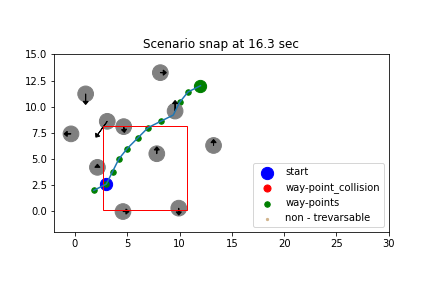 Scenario snap at 16.3 sec
15.0
12.5
10.0
7.5
5.0
2.5
0.0
0 5 10 15 20 25 30
start
way-point_collision
way-points
non - trevarsable